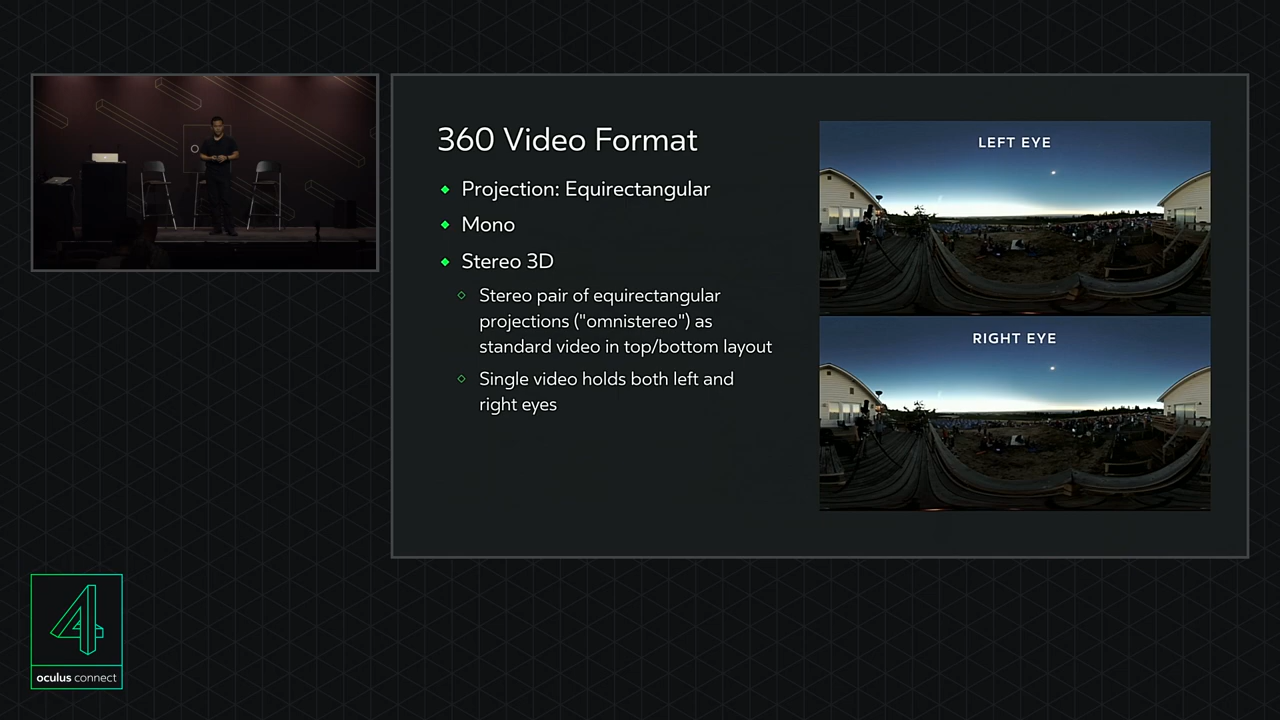 360 Video Format
Projection: Equirectangular
Mono
Stereo 3D
Stereo pair of equirectangular
projections ("omnistereo") as
standard video in top/bottom layout
Single video holds both left and
right eyes
LEFT EYE
RIGHT EYE
4
oculus connect